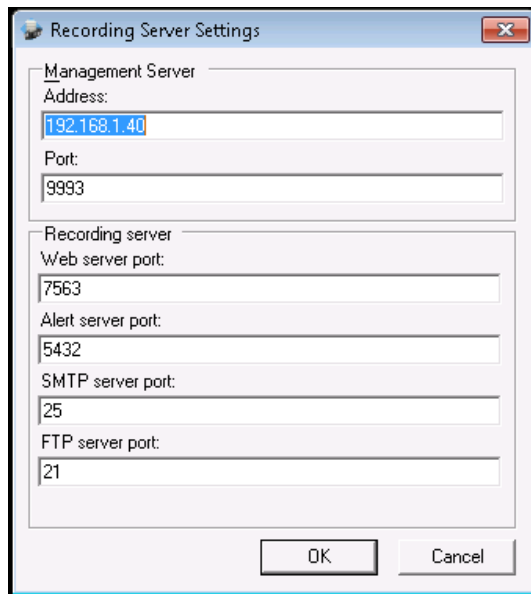 Recording Server Settings
Management Server
Address:
192.168.1.40
Port:
9993
Recording server
Web server port:
7563
Alert server port:
5432
SMTP server port:
25
FTP server port:
21
OK Cancel